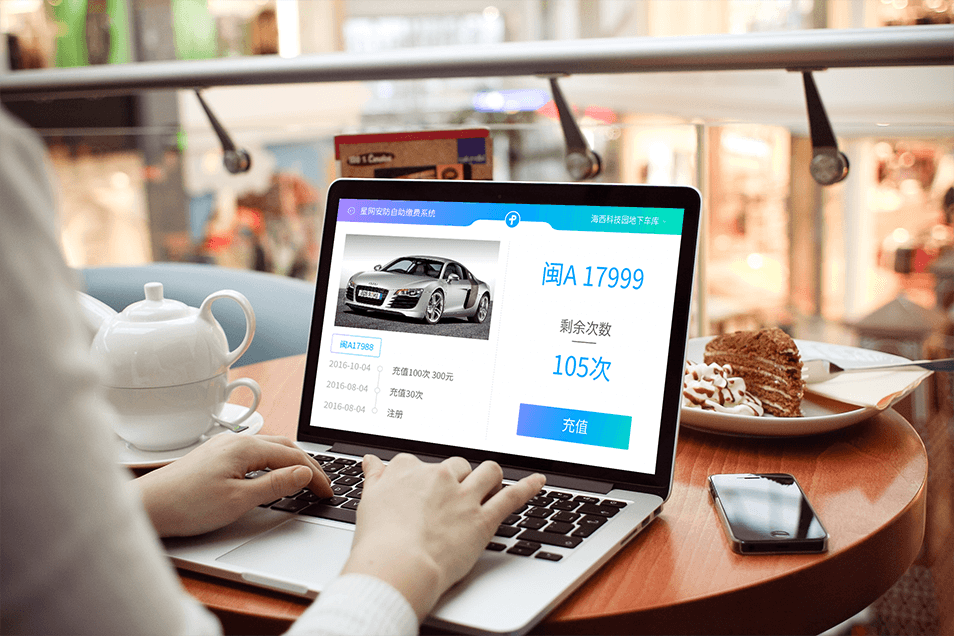 星网安防自助缴费系统
P
海西科技园地下车库
闽A 17999
剩余次数
105次
充值
闽A17988
2016-10-04 充值100次 300元
2016-08-04 充值30次
2016-08-04 注册